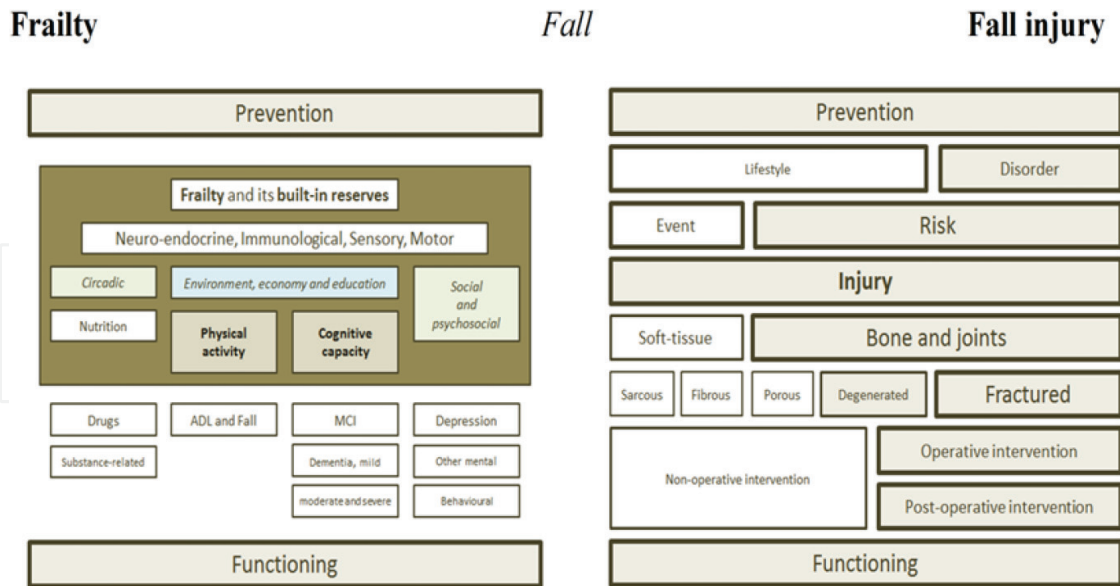 Frailty
Fall
Fall injury
Prevention
Frailty and its built-in reserves
Neuro-endocrine, Immunological, Sensory, Motor
Circadic
Environment, economy and education
Social
and
psychosocial
Nutrition
Physical
activity
Cognitive
capacity
Drugs
ADL and Fall
MCI
Depression
Substance-related
Dementia, mild
Other mental
moderate and severe
Behavioural
Functioning
Prevention
Lifestyle
Disorder
Event
Risk
Injury
Soft-tissue
Bone and joints
Sarcous
Fibrous
Porous
Degenerated
Fractured
Non-operative intervention
Operative intervention
Post-operative intervention
Functioning